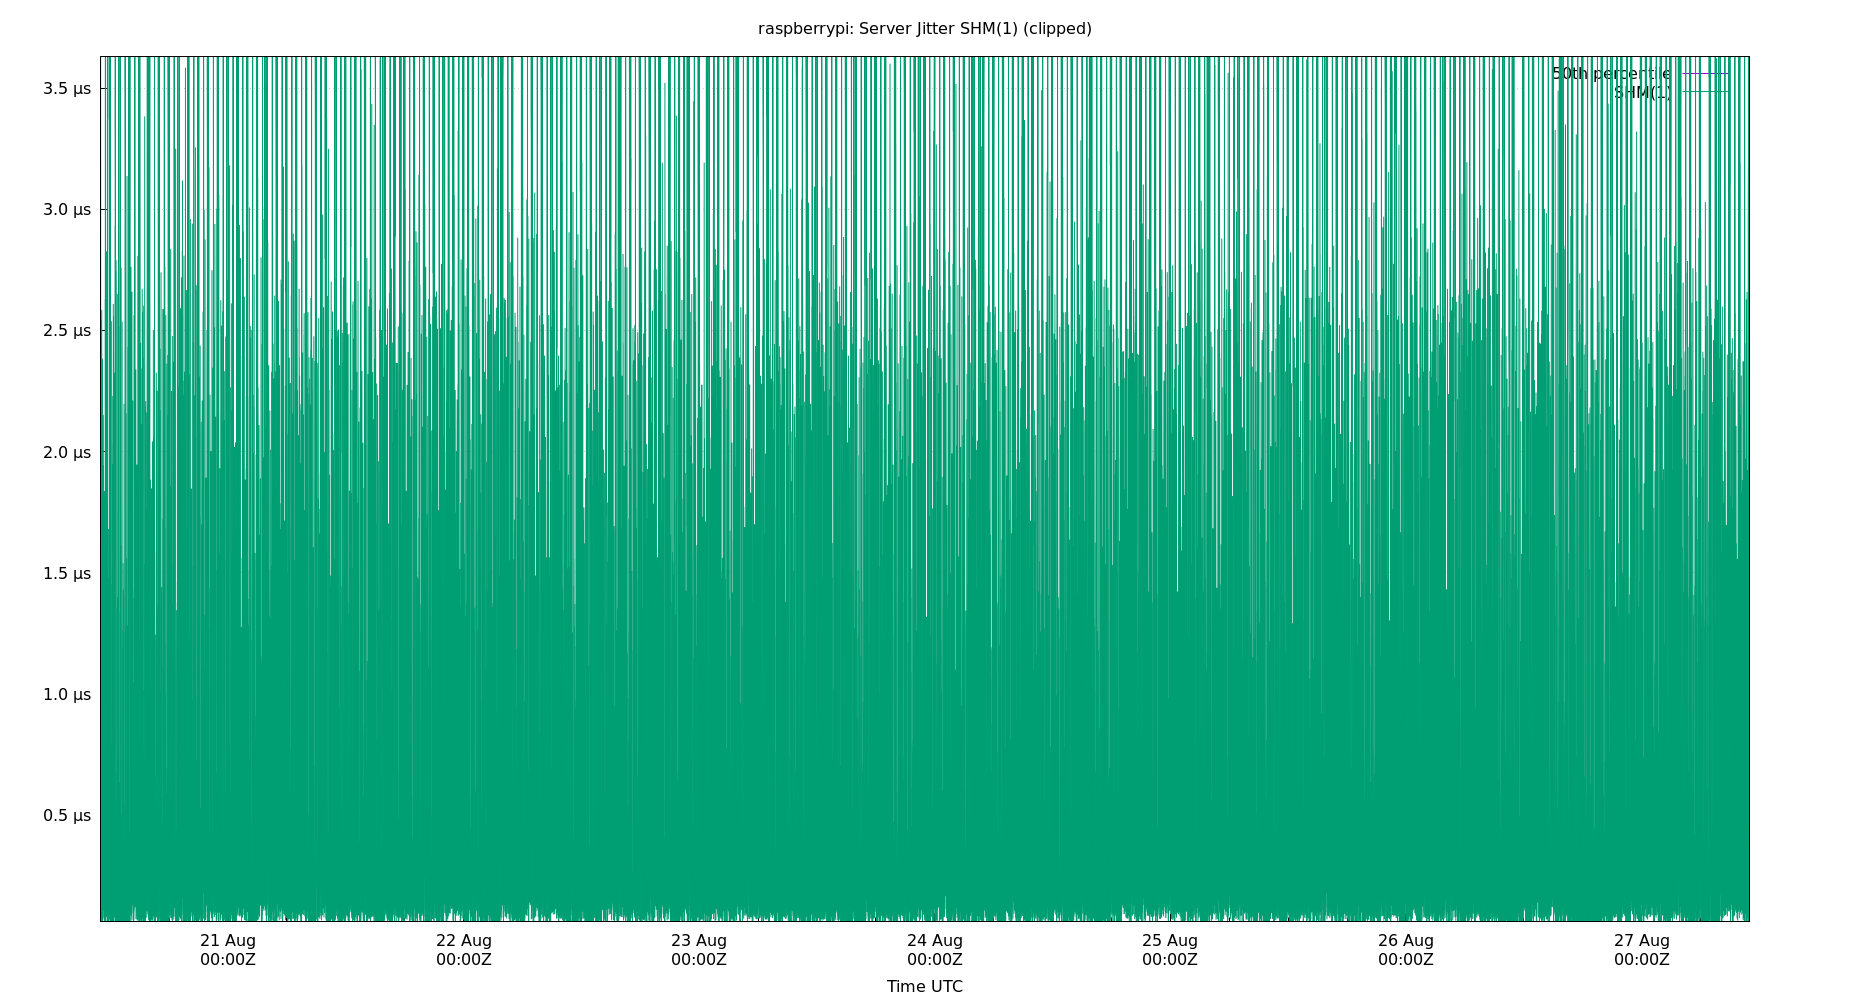 raspberrypi: Server Jitter SHM(1) (clipped)
50th percentile
SHM(1)
3.5 µs
3.0 µs
2.5 µs
2.0 µs
1.5 µs
1.0 µs
0.5 µs
21 Aug 22 Aug 23 Aug 24 Aug 25 Aug 26 Aug 27 Aug
00:00Z 00:00Z 00:00Z 00:00Z 00:00Z 00:00Z 00:00Z
Time UTC